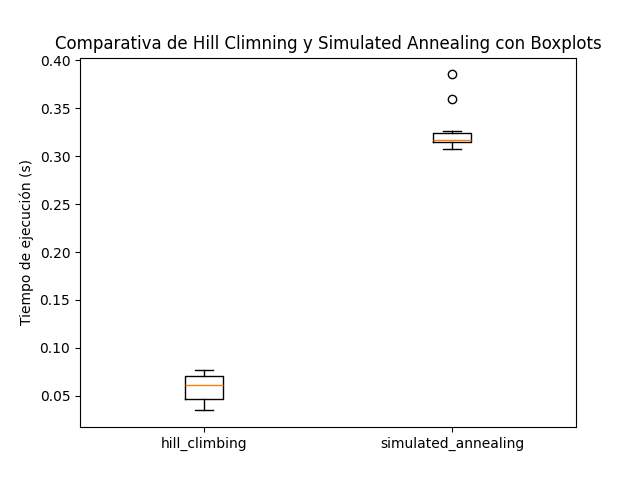 Comparativa de Hill Climning y Simulated Annealing con Boxplots
0.40
0.35
0.30
0.25
0.20
0.15
0.10
0.05
Tiempo de ejecución (s)
hill_climbing
simulated_annealing